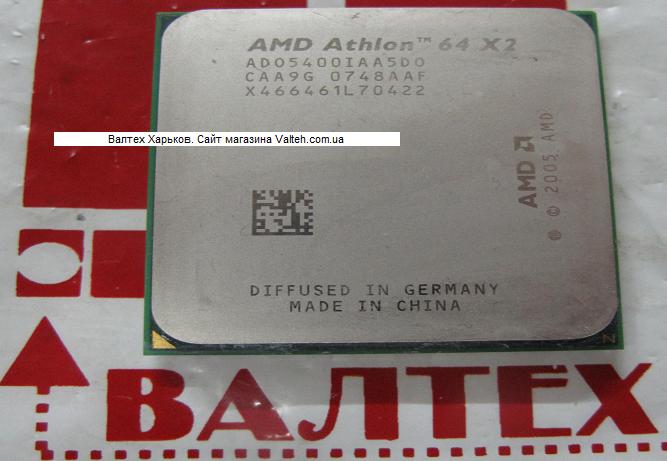 AMD Athlon™ 64 X2
ADO5400IAA5DO
CAA9G 0748AAF
X466461L70422
Валтех Харьков. Сайт магазина Valteh.com.ua
AMD
© 2005 AMD
DIFFUSED IN GERMANY
MADE IN CHINA
N
ВАЛТЕХ